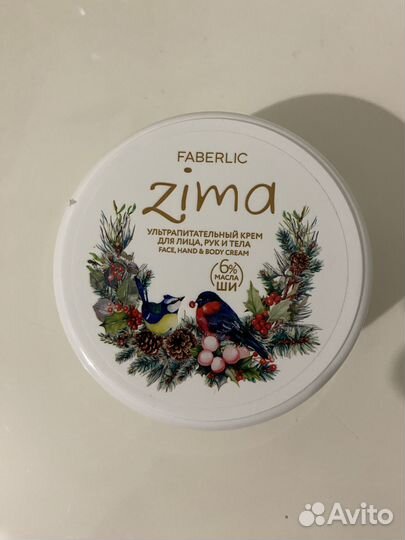 FABERLIC
zima
УЛЬТРАПИТАТЕЛЬНЫЙ КРЕМ
ДЛЯ ЛИЦА, РУК И ТЕЛА
FACE, HAND & BODY CREAM
6%
МАСЛА
ШИ
Avito